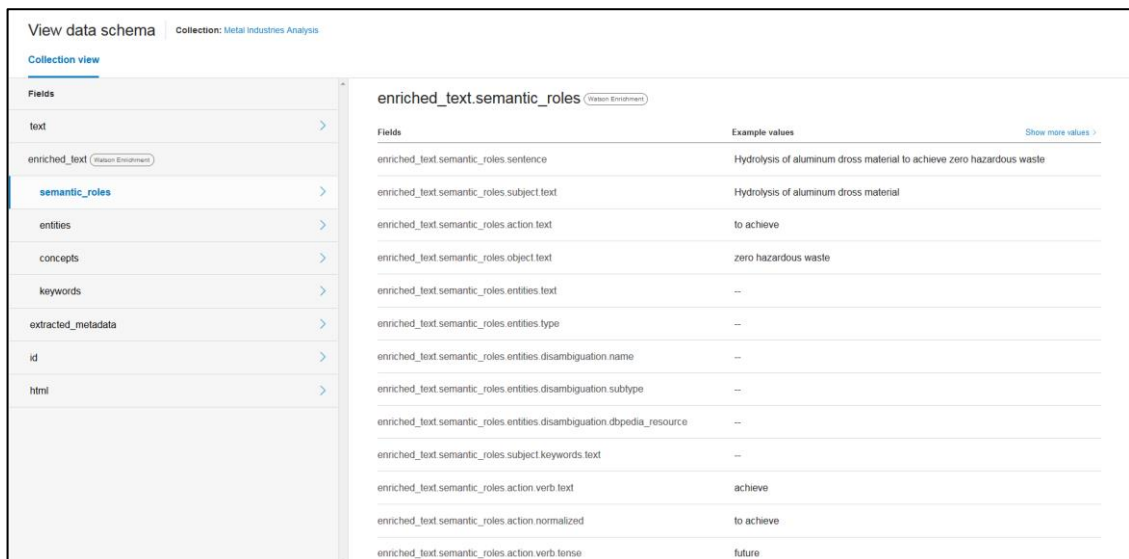 View data schema Collection: Metal Industries Analysis
Collection view
Fields
text
enriched_text Watson Enrichment
semantic_roles
entities
concepts
keywords
extracted_metadata
id
html
enriched_text.semantic_roles Watson Enrichment
Fields Example values Show more values >
enriched_text.semantic_roles.sentence Hydrolysis of aluminum dross material to achieve zero hazardous waste
enriched_text.semantic_roles.subject.text Hydrolysis of aluminum dross material
enriched_text.semantic_roles.action.text to achieve
enriched_text.semantic_roles.object.text zero hazardous waste
enriched_text.semantic_roles.entities.text --
enriched_text.semantic_roles.entities.type --
enriched_text.semantic_roles.entities.disambiguation.name --
enriched_text.semantic_roles.entities.disambiguation.subtype --
enriched_text.semantic_roles.entities.disambiguation.dbpedia_resource --
enriched_text.semantic_roles.subject.keywords.text --
enriched_text.semantic_roles.action.verb.text achieve
enriched_text.semantic_roles.action.normalized to achieve
enriched_text.semantic_roles.action.verb.tense future